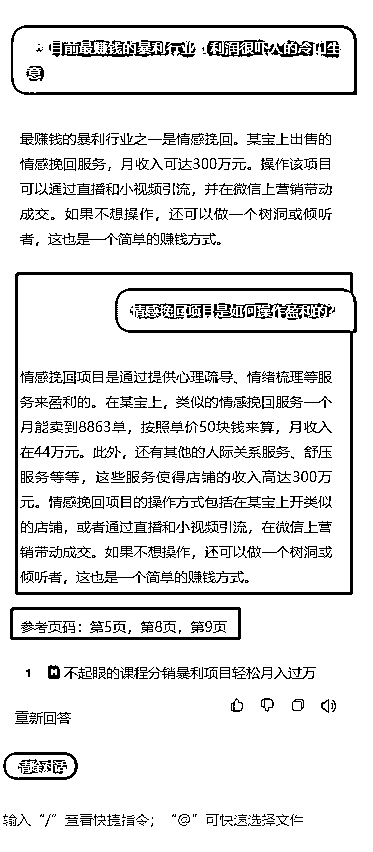 目前最赚钱的暴利行业 利润很吓人的冷门生
意
最赚钱的暴利行业之一是情感挽回。某宝上出售的
情感挽回服务，月收入可达300万元。操作该项目
可以通过直播和小视频引流，并在微信上营销带动
成交。如果不想操作，还可以做一个树洞或倾听
者，这也是一个简单的赚钱方式。
情感挽回项目是如何操作盈利的?
情感挽回项目是通过提供心理疏导、情绪梳理等服
务来盈利的。在某宝上，类似的情感挽回服务一个
月能卖到8863单，按照单价50块钱来算，月收入
在44万元。此外，还有其他的人际关系服务、舒压
服务等等，这些服务使得店铺的收入高达300万
元。情感挽回项目的操作方式包括在某宝上开类似
的店铺，或者通过直播和小视频引流，在微信上营
销带动成交。如果不想操作，还可以做一个树洞或
倾听者，这也是一个简单的赚钱方式。
参考页码：第5页，第8页，第9页
1 不起眼的课程分销暴利项目轻松月入过万
重新回答
清除对话
输入“/”查看快捷指令；“@”可快速选择文件